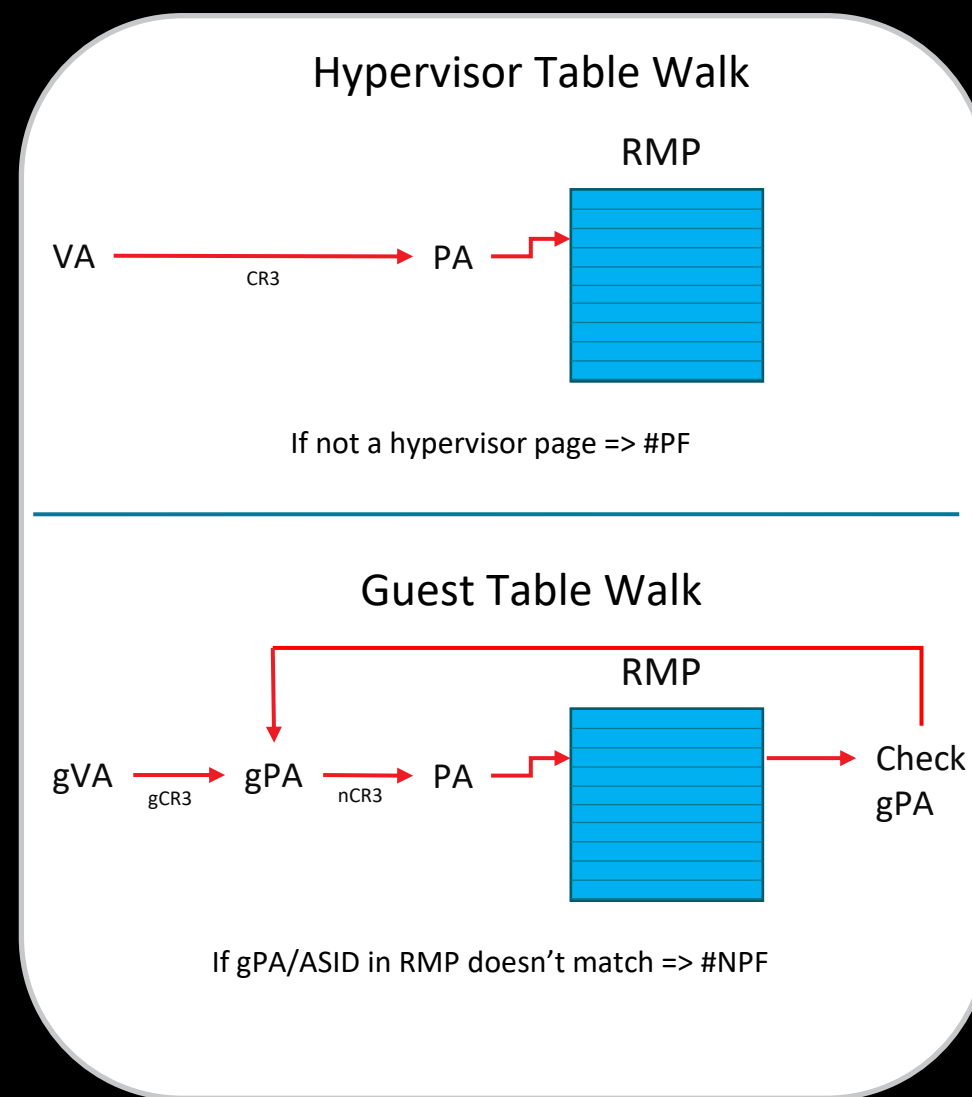 Hypervisor Table Walk
RMP
VA
PA
CR3
If not a hypervisor page => #PF
Guest Table Walk
RMP
gVA
gPA
PA
Check
gPA
gCR3
nCR3
If gPA/ASID in RMP doesn’t match => #NPF